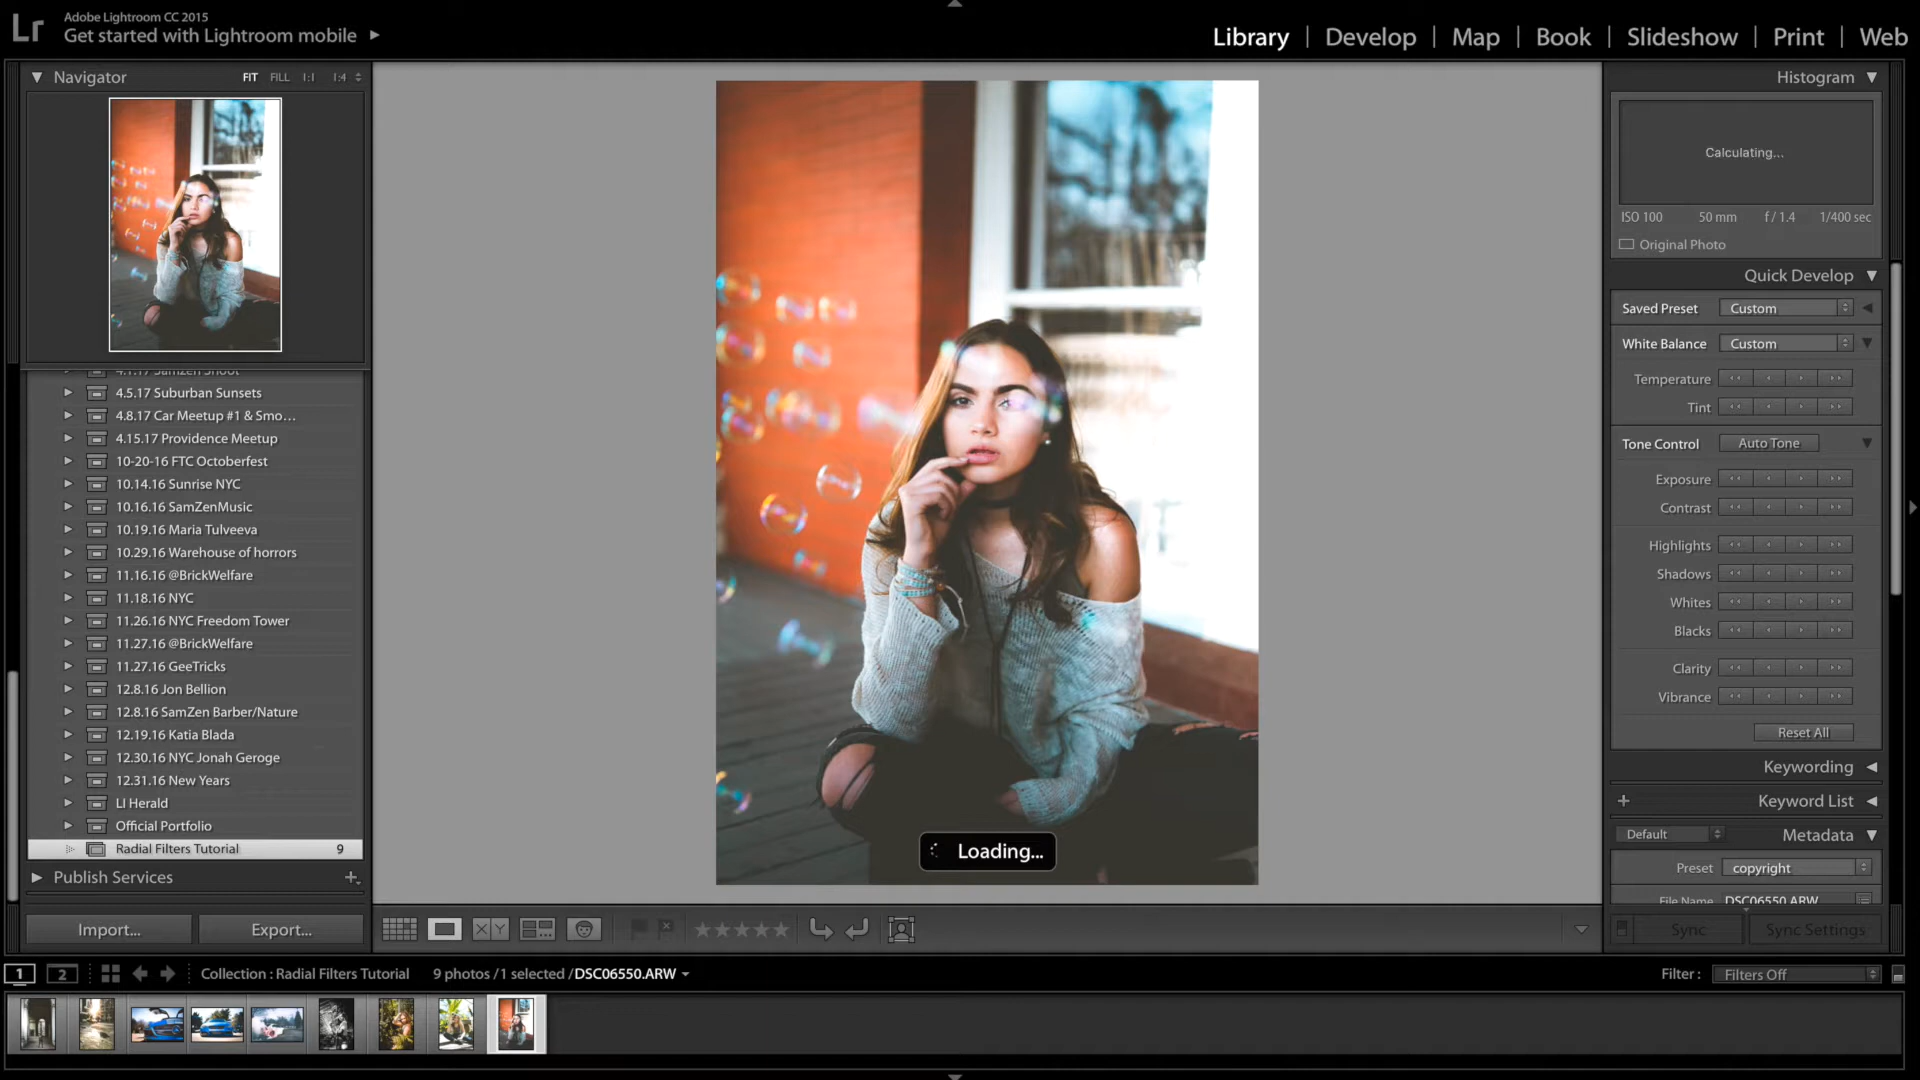 Lr
Adobe Lightroom CC 2015
Get started with Lightroom mobile
Library | Develop | Map | Book | Slideshow | Print | Web
Navigator FIT FILL 1:1 1:4
4.5.17 Suburban Sunsets
4.8.17 Car Meetup #1 & Smo…
4.15.17 Providence Meetup
10-20-16 FTC Octoberfest
10.14.16 Sunrise NYC
10.16.16 SamZenMusic
10.19.16 Maria Tulveeva
10.29.16 Warehouse of horrors
11.16.16 @BrickWelfare
11.18.16 NYC
11.26.16 NYC Freedom Tower
11.27.16 @BrickWelfare
11.27.16 GeeTricks
12.8.16 Jon Bellion
12.8.16 SamZen Barber/Nature
12.19.16 Katia Blada
12.30.16 NYC Jonah Geroge
12.31.16 New Years
LI Herald
Official Portfolio
Radial Filters Tutorial 9
Publish Services
Import... Export...
Loading...
Histogram
Calculating...
ISO 100 50 mm f / 1.4 1/400 sec
Original Photo
Quick Develop
Saved Preset Custom
White Balance Custom
Temperature
Tint
Tone Control Auto Tone
Exposure
Contrast
Highlights
Shadows
Whites
Blacks
Clarity
Vibrance
Reset All
Keywording
Keyword List
Default Metadata
Preset copyright
File Name DSC06550.ARW
Sync Sync Settings
X Y
1 2 Collection : Radial Filters Tutorial 9 photos /1 selected /DSC06550.ARW
Filter : Filters Off